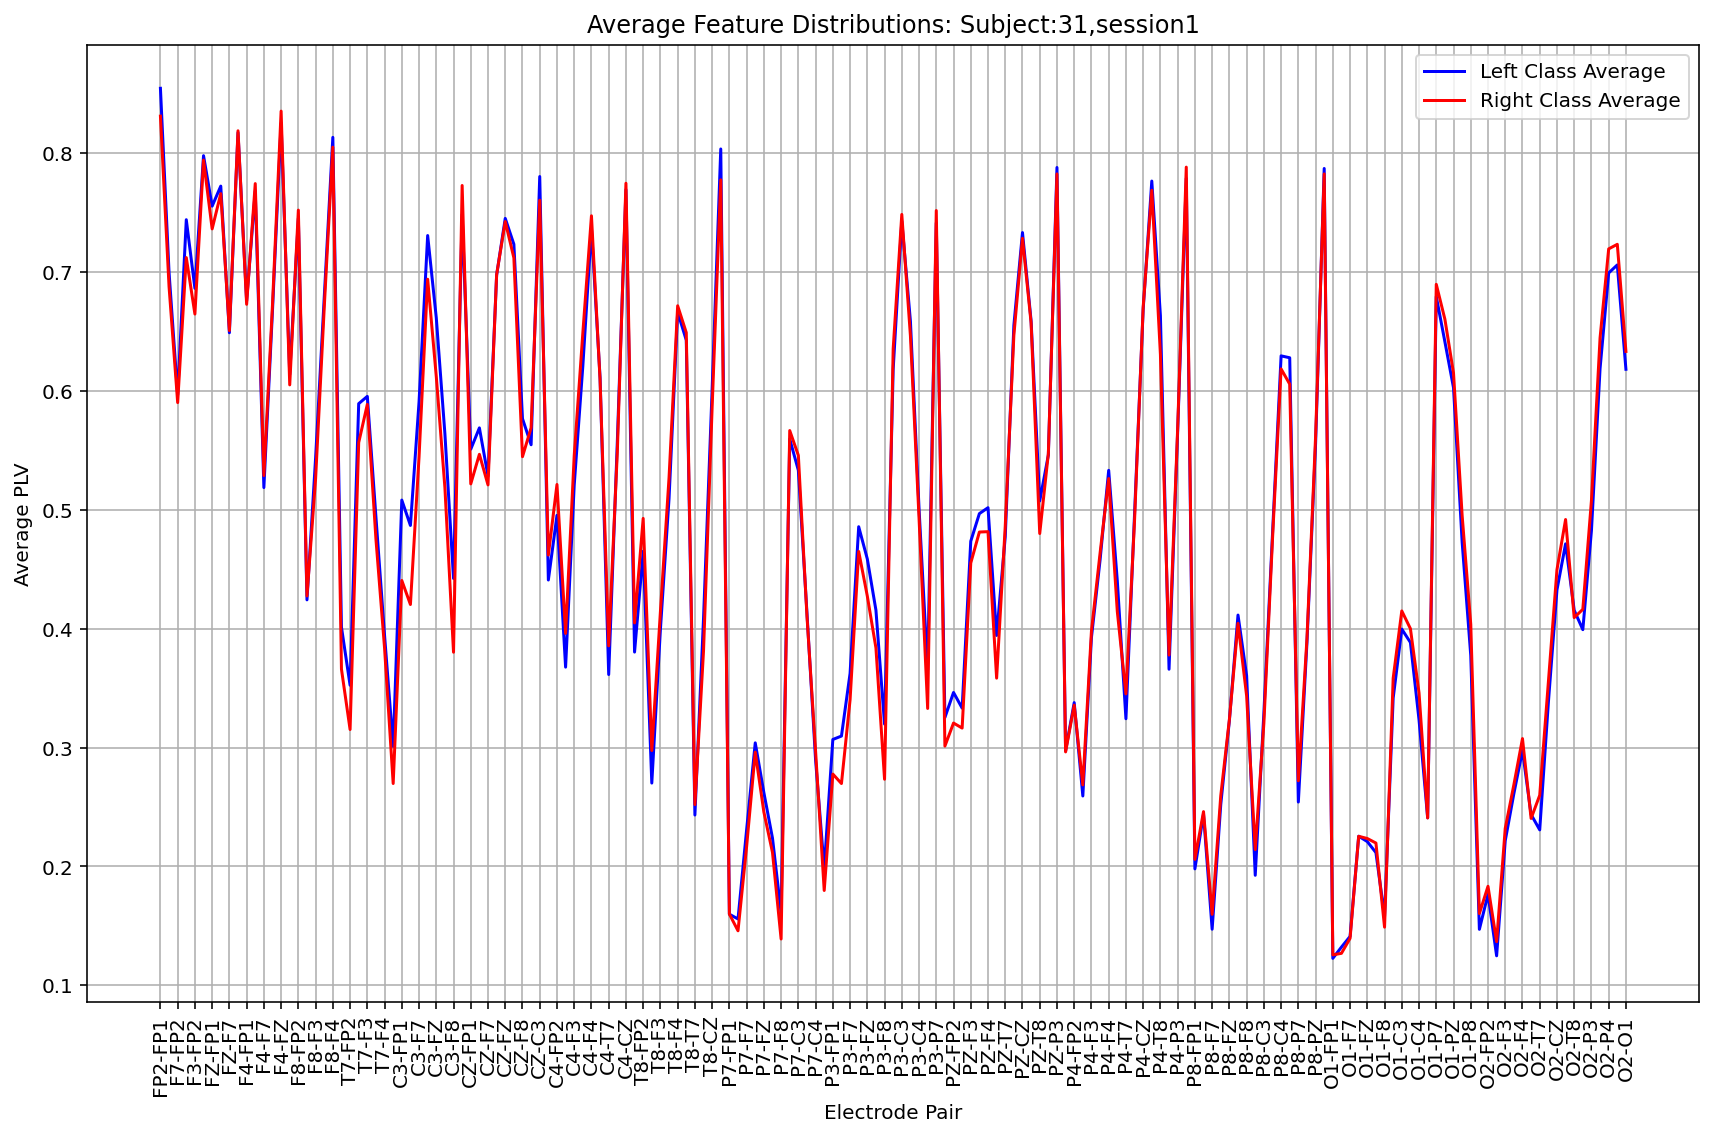 Average Feature Distributions: Subject:31,session1
Left Class Average
Right Class Average
Average PLV
0.8
0.7
0.6
0.5
0.4
0.3
0.2
0.1
FP2-FP1
F7-FP2
F3-FP2
FZ-FP1
FZ-F7
F4-FP1
F4-F7
F4-FZ
F8-FP2
F8-F3
F8-F4
T7-FP2
T7-F3
T7-F4
C3-FP1
C3-F7
C3-FZ
C3-F8
CZ-FP1
CZ-F7
CZ-FZ
CZ-F8
CZ-C3
C4-FP2
C4-F3
C4-F4
C4-T7
C4-CZ
T8-FP2
T8-F3
T8-F4
T8-T7
T8-CZ
P7-FP1
P7-F7
P7-FZ
P7-F8
P7-C3
P7-C4
P3-FP1
P3-F7
P3-FZ
P3-F8
P3-C3
P3-C4
P3-P7
PZ-FP2
PZ-F3
PZ-F4
PZ-T7
PZ-CZ
PZ-T8
PZ-P3
P4-FP2
P4-F3
P4-F4
P4-T7
P4-CZ
P4-T8
P4-P3
P8-FP1
P8-F7
P8-FZ
P8-F8
P8-C3
P8-C4
P8-P7
P8-PZ
O1-FP1
O1-F7
O1-FZ
O1-F8
O1-C3
O1-C4
O1-P7
O1-PZ
O1-P8
O2-FP2
O2-F3
O2-F4
O2-T7
O2-CZ
O2-T8
O2-P3
O2-P4
O2-O1
Electrode Pair